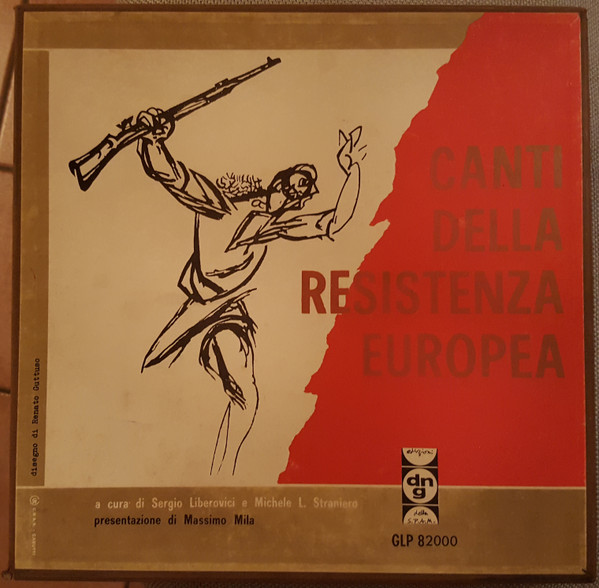 CANTI
DELLA
RESISTENZA
EUROPEA
disegno di Renato Guttuso
a cura di Sergio Liberovici e Michele L. Straniero
presentazione di Massimo Mila
edizioni
dng
della
GLP 82000